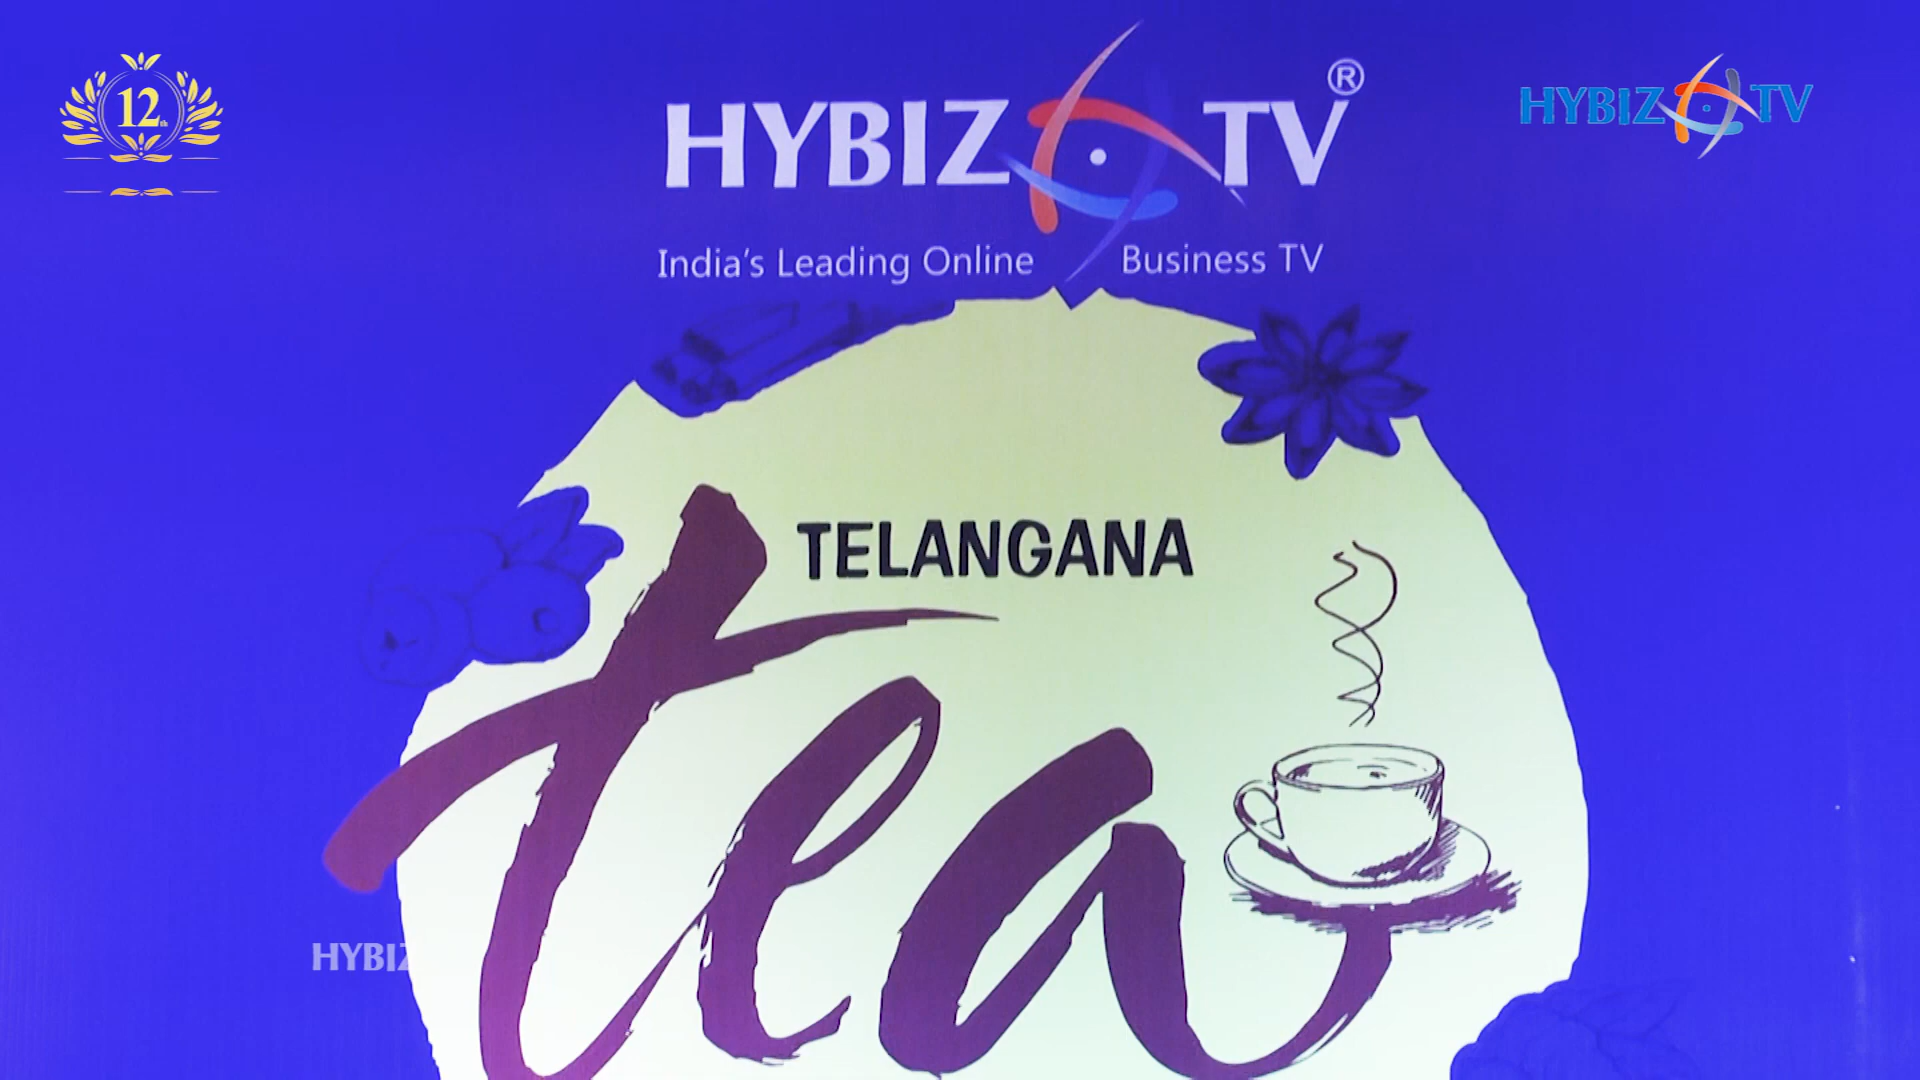 12th
HYBIZ TV®
HYBIZ TV
India's Leading Online Business TV
TELANGANA
tea
HYBIZ